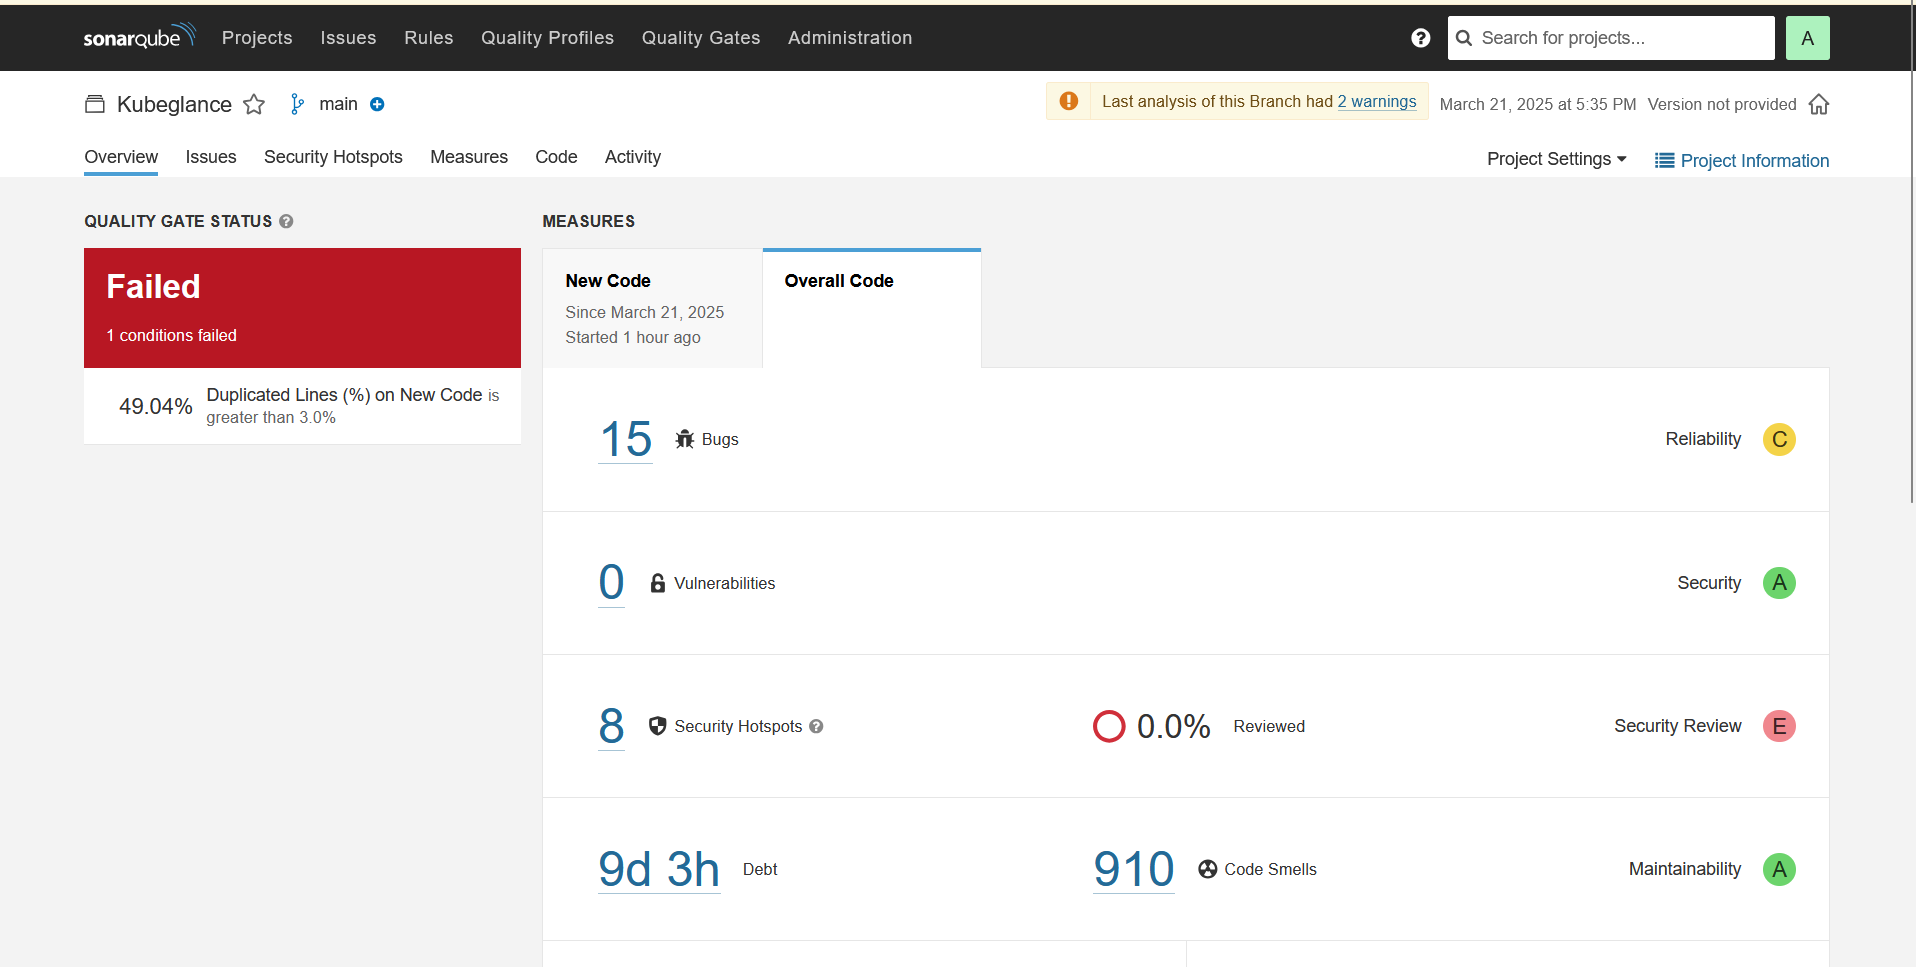 sonarqube Projects Issues Rules Quality Profiles Quality Gates Administration ? Search for projects... A
Kubeglance main Last analysis of this Branch had 2 warnings March 21, 2025 at 5:35 PM Version not provided
Overview Issues Security Hotspots Measures Code Activity Project Settings Project Information
QUALITY GATE STATUS ?
Failed
1 conditions failed
49.04% Duplicated Lines (%) on New Code is
greater than 3.0%
MEASURES
New Code
Since March 21, 2025
Started 1 hour ago
Overall Code
15 Bugs Reliability C
0 Vulnerabilities Security A
8 Security Hotspots ? 0.0% Reviewed Security Review E
9d 3h Debt 910 Code Smells Maintainability A